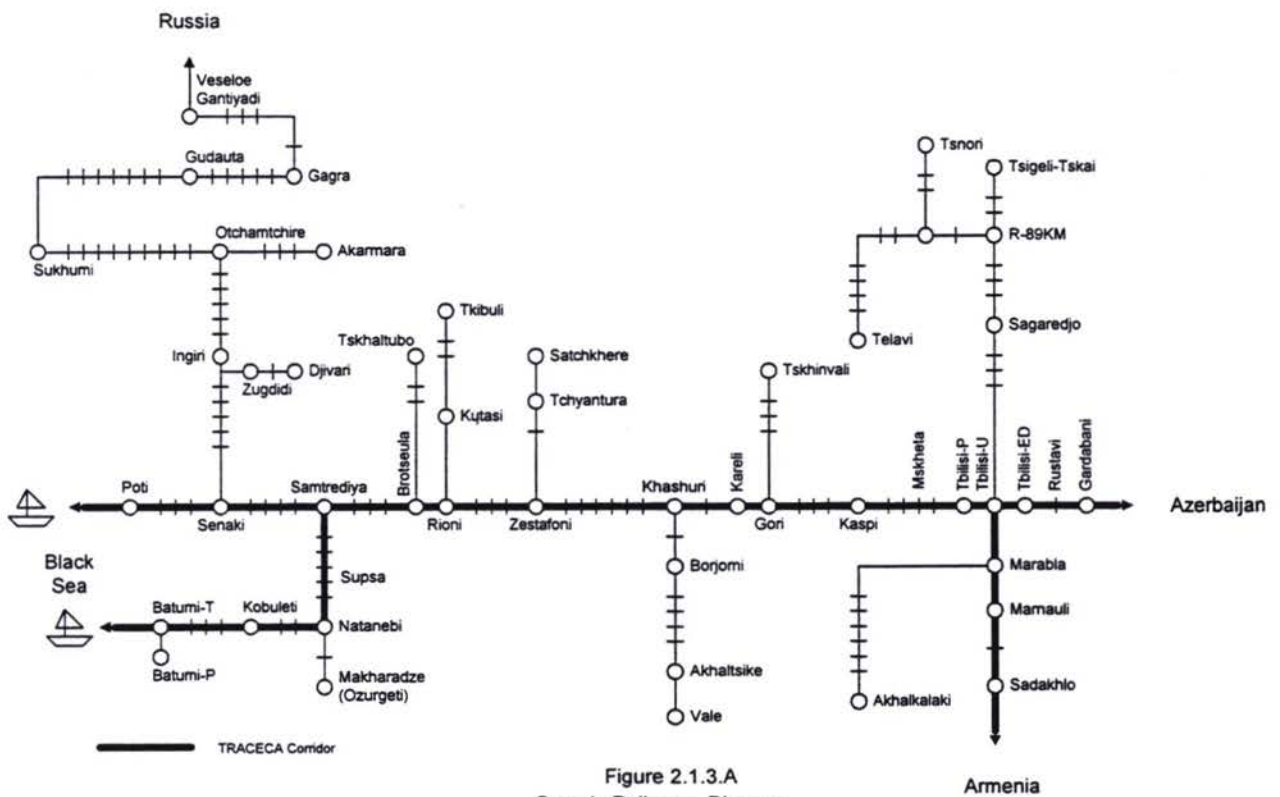 Russia
Veseloe
Gantiyadi
Gudauta
Gagra
Otchamtchire
Akarmara
Sukhumi
Ingiri
Zugdidi
Djivari
Tskhaltubo
Tkibuli
Kutasi
Satchkhere
Tchyantura
Tsnori
Tsigeli-Tskai
R-89KM
Telavi
Sagaredjo
Tskhinvali
Poti
Senaki
Samtrediya
Brotseula
Rioni
Zestafoni
Khashuri
Kareli
Gori
Kaspi
Mskheta
Tbilisi-P
Tbilisi-U
Tbilisi-ED
Rustavi
Gardabani
Azerbaijan
Black
Sea
Supsa
Batumi-T
Kobuleti
Natanebi
Batumi-P
Makharadze
(Ozurgeti)
Borjomi
Akhaltsike
Vale
Marabla
Mamauli
Akhalkalaki
Sadakhlo
TRACECA Corridor
Figure 2.1.3.A
Armenia